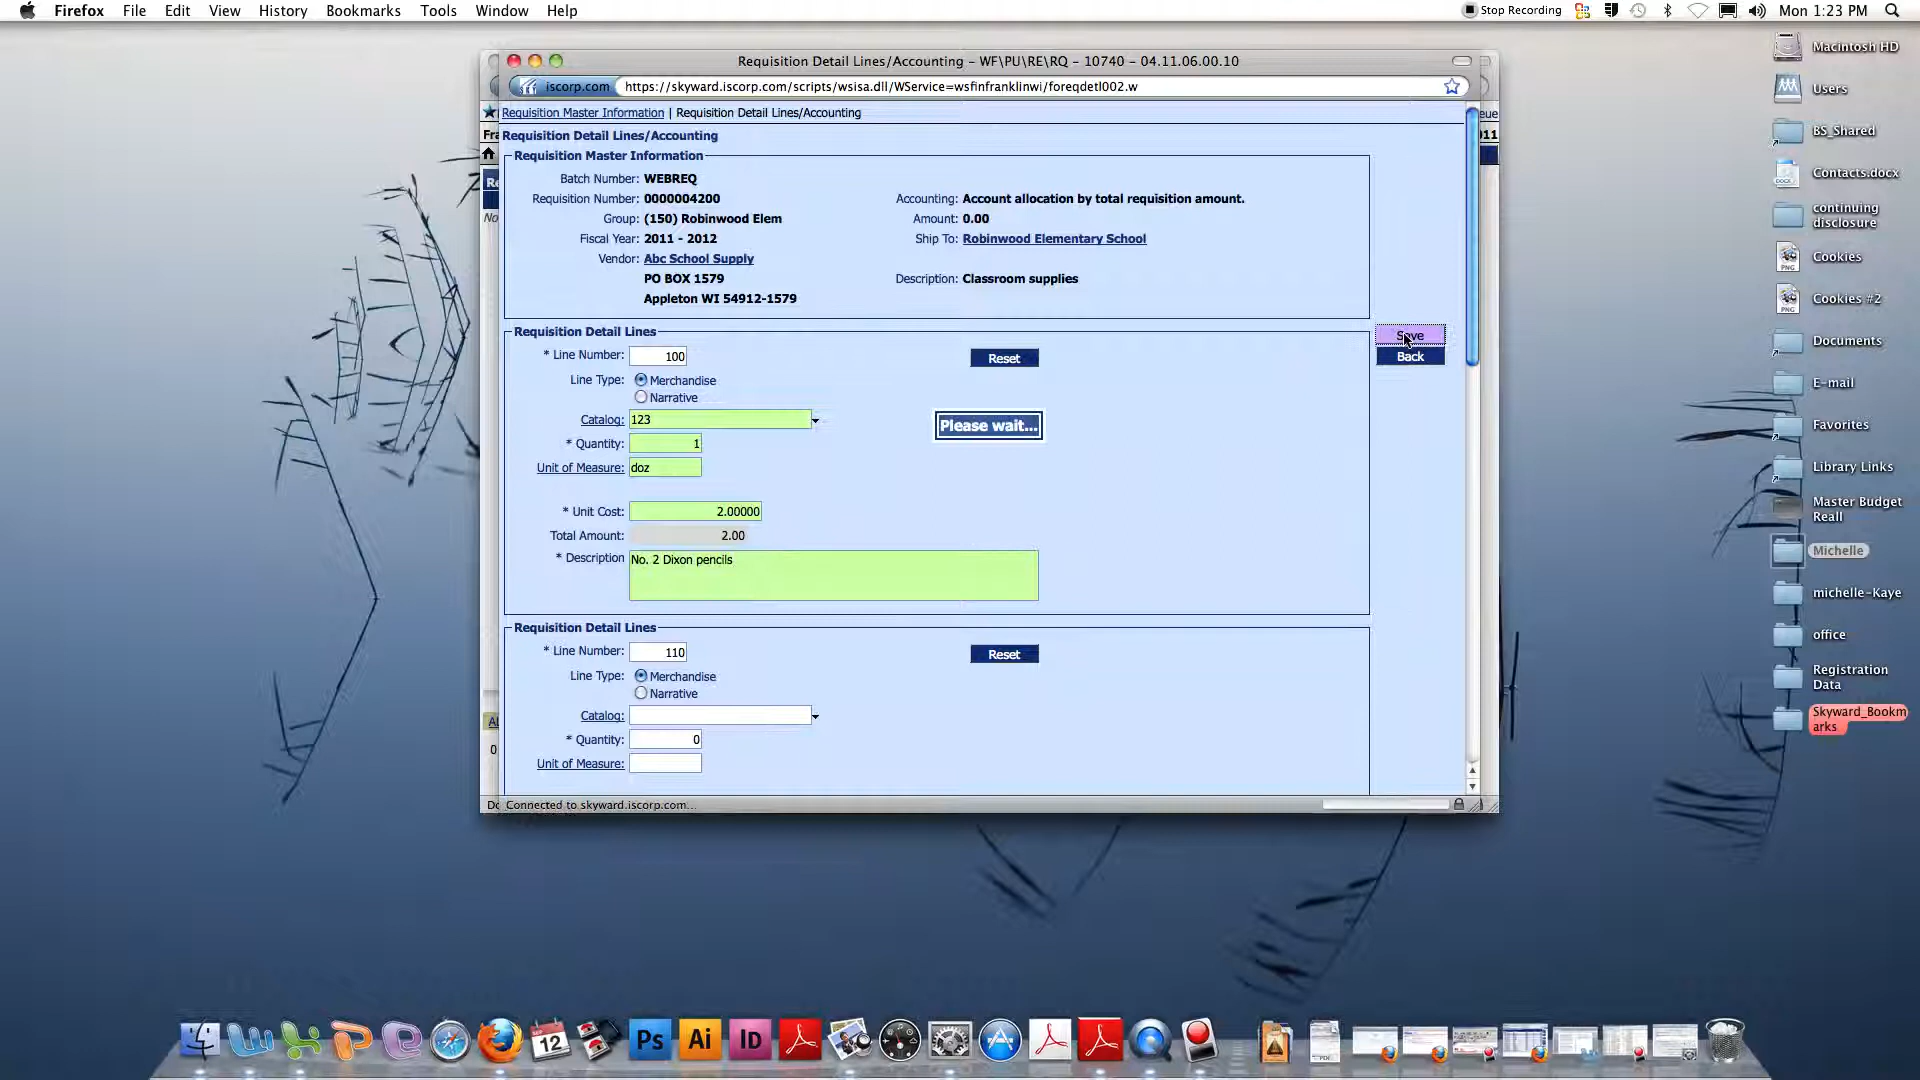 Firefox File Edit View History Bookmarks Tools Window Help
Stop Recording Mon 1:23 PM
Requisition Detail Lines/Accounting – WF\PU\RE\RQ – 10740 – 04.11.06.00.10
iscorp.com https://skyward.iscorp.com/scripts/wsisa.dll/WService=wsfinfranklinwi/foreqdetl002.w
Requisition Master Information | Requisition Detail Lines/Accounting
Requisition Detail Lines/Accounting
Requisition Master Information
Batch Number: WEBREQ
Requisition Number: 0000004200
Accounting: Account allocation by total requisition amount.
Group: (150) Robinwood Elem
Amount: 0.00
Fiscal Year: 2011 - 2012
Ship To: Robinwood Elementary School
Vendor: Abc School Supply
PO BOX 1579
Description: Classroom supplies
Appleton WI 54912-1579
Requisition Detail Lines
* Line Number: 100
Reset
Line Type: Merchandise
Narrative
Catalog: 123
* Quantity: 1
Unit of Measure: doz
* Unit Cost: 2.00000
Total Amount: 2.00
* Description No. 2 Dixon pencils
Please wait...
Save
Back
Requisition Detail Lines
* Line Number: 110
Reset
Line Type: Merchandise
Narrative
Catalog:
* Quantity: 0
Unit of Measure:
Connected to skyward.iscorp.com...
Macintosh HD
Users
BS_Shared
Contacts.docx
continuing
disclosure
Cookies
Cookies #2
Documents
E-mail
Favorites
Library Links
Master Budget
Reall
Michelle
michelle-Kaye
office
Registration
Data
Skyward_Bookm
arks
12
Ps
Ai
Id